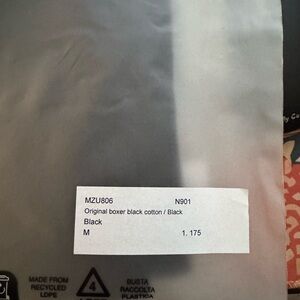 MZU806 N901
Original boxer black cotton / Black
Black
M 1. 175
MADE FROM
RECYCLED
LDPE
4
BUSTA
RACCOLTA
PLASTICA